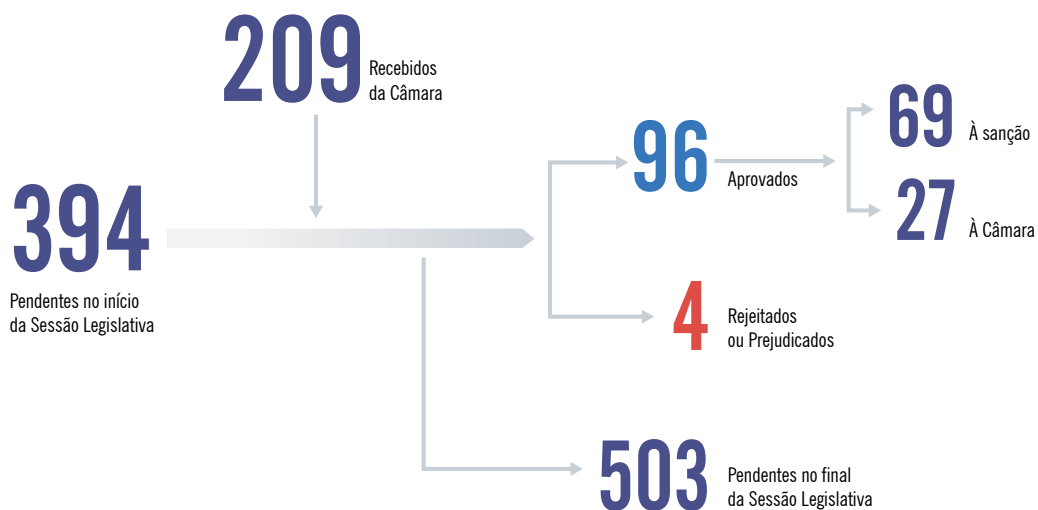 209
Recebidos
da Câmara
394
Pendentes no início
da Sessão Legislativa
96
Aprovados
69
À sanção
27
À Câmara
4
Rejeitados
ou Prejudicados
503
Pendentes no final
da Sessão Legislativa